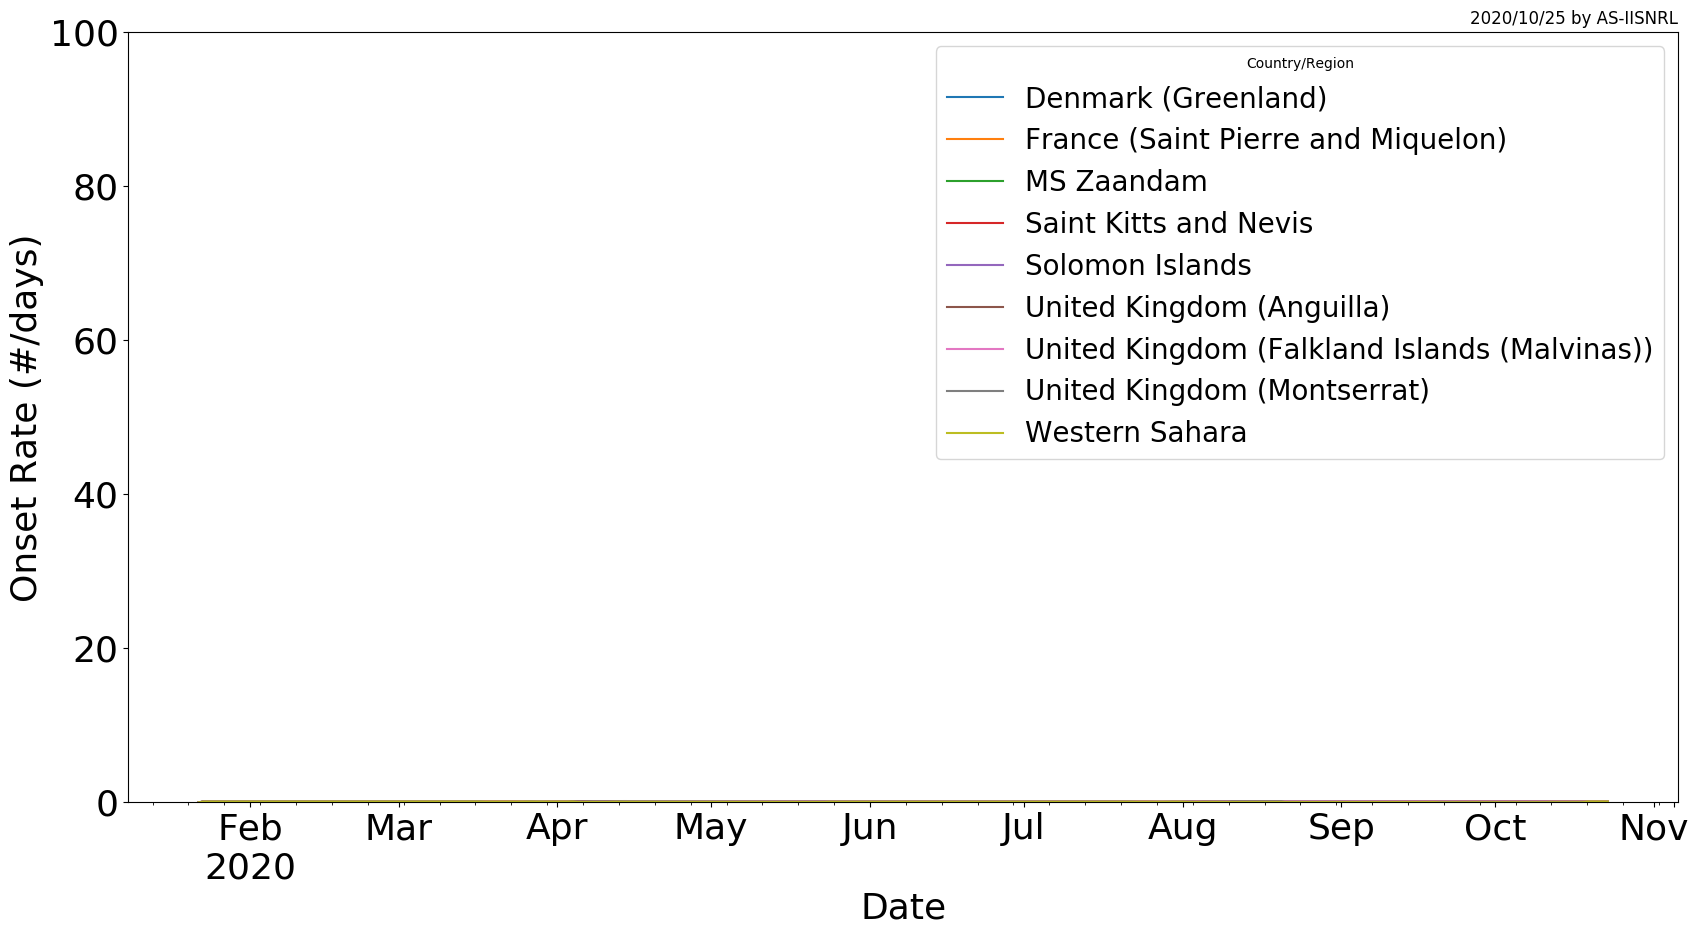 2020/10/25 by AS-IISNRL
100
80
60
40
20
0
Onset Rate (#/days)
Country/Region
Denmark (Greenland)
France (Saint Pierre and Miquelon)
MS Zaandam
Saint Kitts and Nevis
Solomon Islands
United Kingdom (Anguilla)
United Kingdom (Falkland Islands (Malvinas))
United Kingdom (Montserrat)
Western Sahara
Feb Mar Apr May Jun Jul Aug Sep Oct Nov
2020
Date